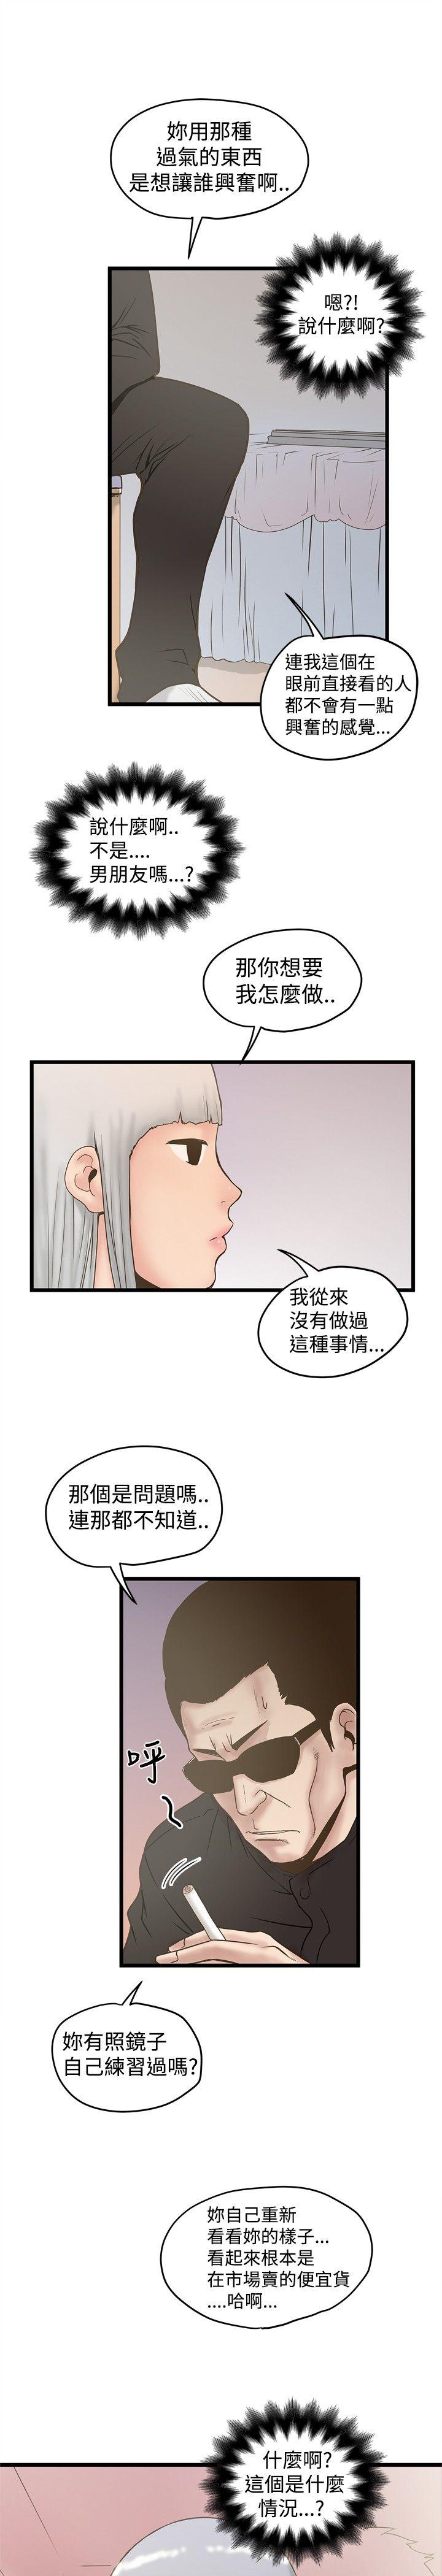 妳用那種
過氣的東西
是想讓誰興奮啊..
嗯?!
說什麼啊?
連我這個在
眼前直接看的人
都不會有一點
興奮的感覺...
說什麼啊..
不是....
男朋友嗎...?
那你想要
我怎麼做..
我從來
沒有做過
這種事情...
那個是問題嗎..
連那都不知道..
呼~
妳有照鏡子
自己練習過嗎?
妳自己重新
看看妳的樣子...
看起來根本是
在市場賣的便宜貨
....哈啊...
什麼啊?
這個是什麼
情況...?